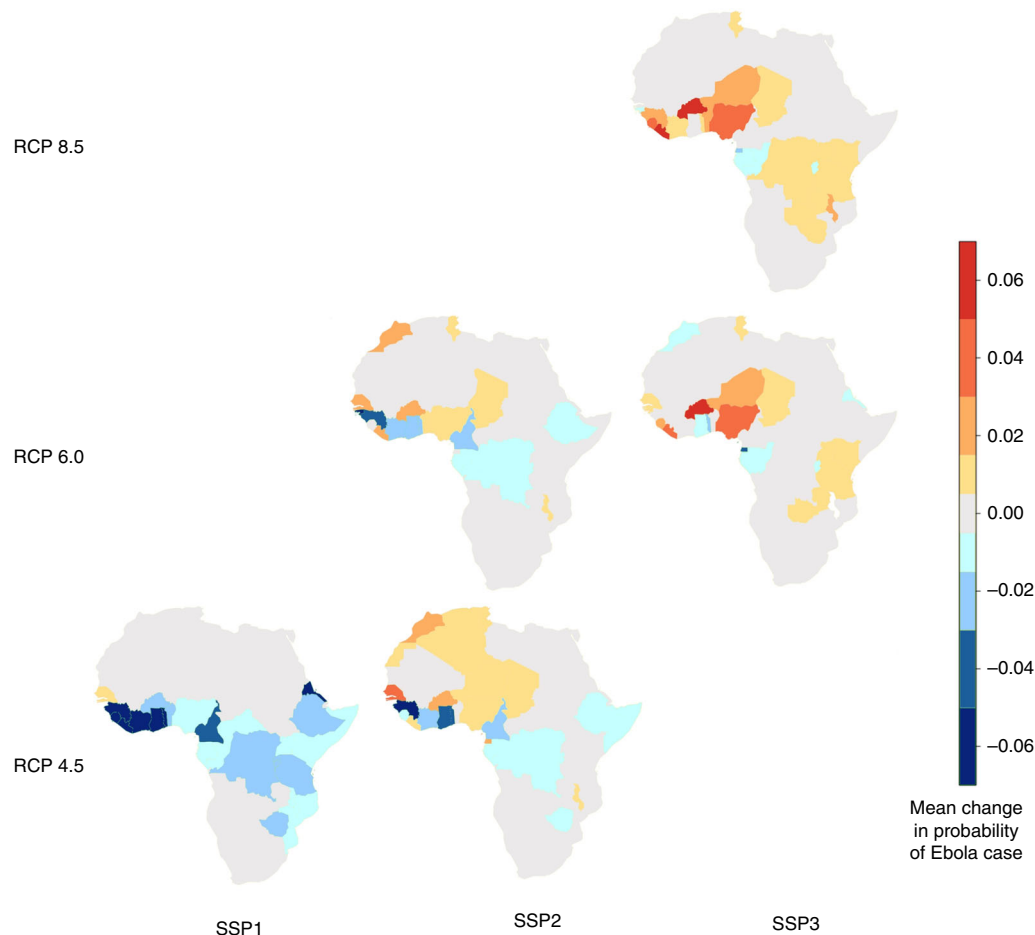 RCP 8.5
RCP 6.0
RCP 4.5
SSP1
SSP2
SSP3
0.06
0.04
0.02
0.00
–0.02
–0.04
–0.06
Mean change
in probability
of Ebola case